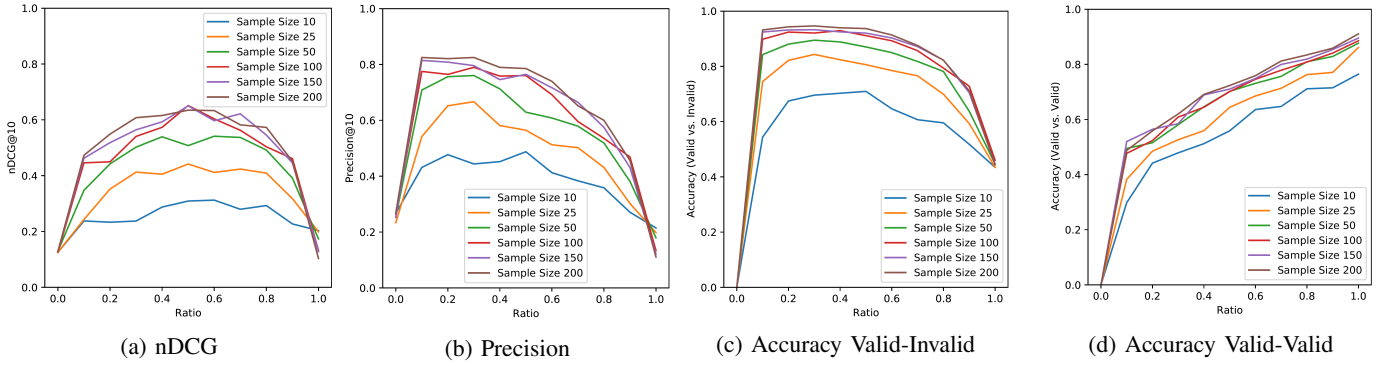 nDCG@10
1.0
0.8
0.6
0.4
0.2
0.0
Sample Size 10
Sample Size 25
Sample Size 50
Sample Size 100
Sample Size 150
Sample Size 200
0.0 0.2 0.4 0.6 0.8 1.0
Ratio
(a) nDCG
Precision@10
1.0
0.8
0.6
0.4
0.2
0.0
Sample Size 10
Sample Size 25
Sample Size 50
Sample Size 100
Sample Size 150
Sample Size 200
0.0 0.2 0.4 0.6 0.8 1.0
Ratio
(b) Precision
Accuracy (Valid vs. Invalid)
1.0
0.8
0.6
0.4
0.2
0.0
Sample Size 10
Sample Size 25
Sample Size 50
Sample Size 100
Sample Size 150
Sample Size 200
0.0 0.2 0.4 0.6 0.8 1.0
Ratio
(c) Accuracy Valid-Invalid
Accuracy (Valid vs. Valid)
1.0
0.8
0.6
0.4
0.2
0.0
Sample Size 10
Sample Size 25
Sample Size 50
Sample Size 100
Sample Size 150
Sample Size 200
0.0 0.2 0.4 0.6 0.8 1.0
Ratio
(d) Accuracy Valid-Valid